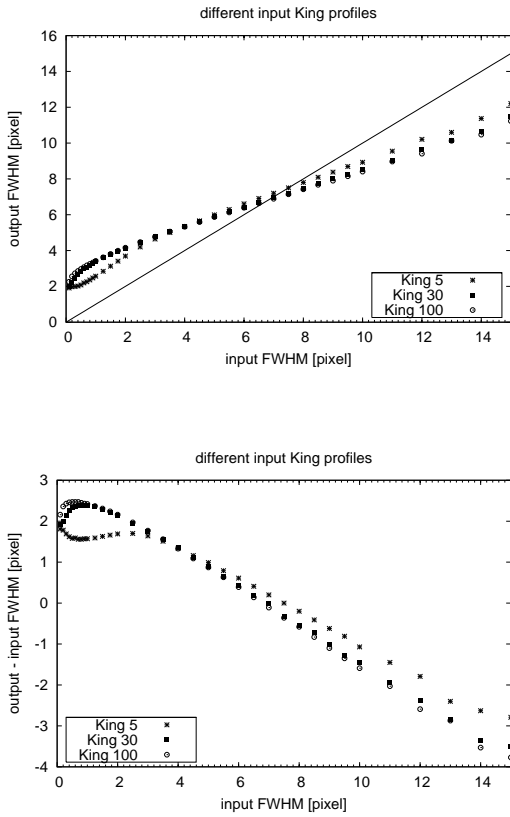 different input King profiles
16
14
12
10
8
6
4
2
0
output FWHM [pixel]
King 5
King 30
King 100
0 2 4 6 8 10 12 14
input FWHM [pixel]
different input King profiles
3
2
1
0
-1
-2
-3
-4
output - input FWHM [pixel]
King 5
King 30
King 100
0 2 4 6 8 10 12 14
input FWHM [pixel]